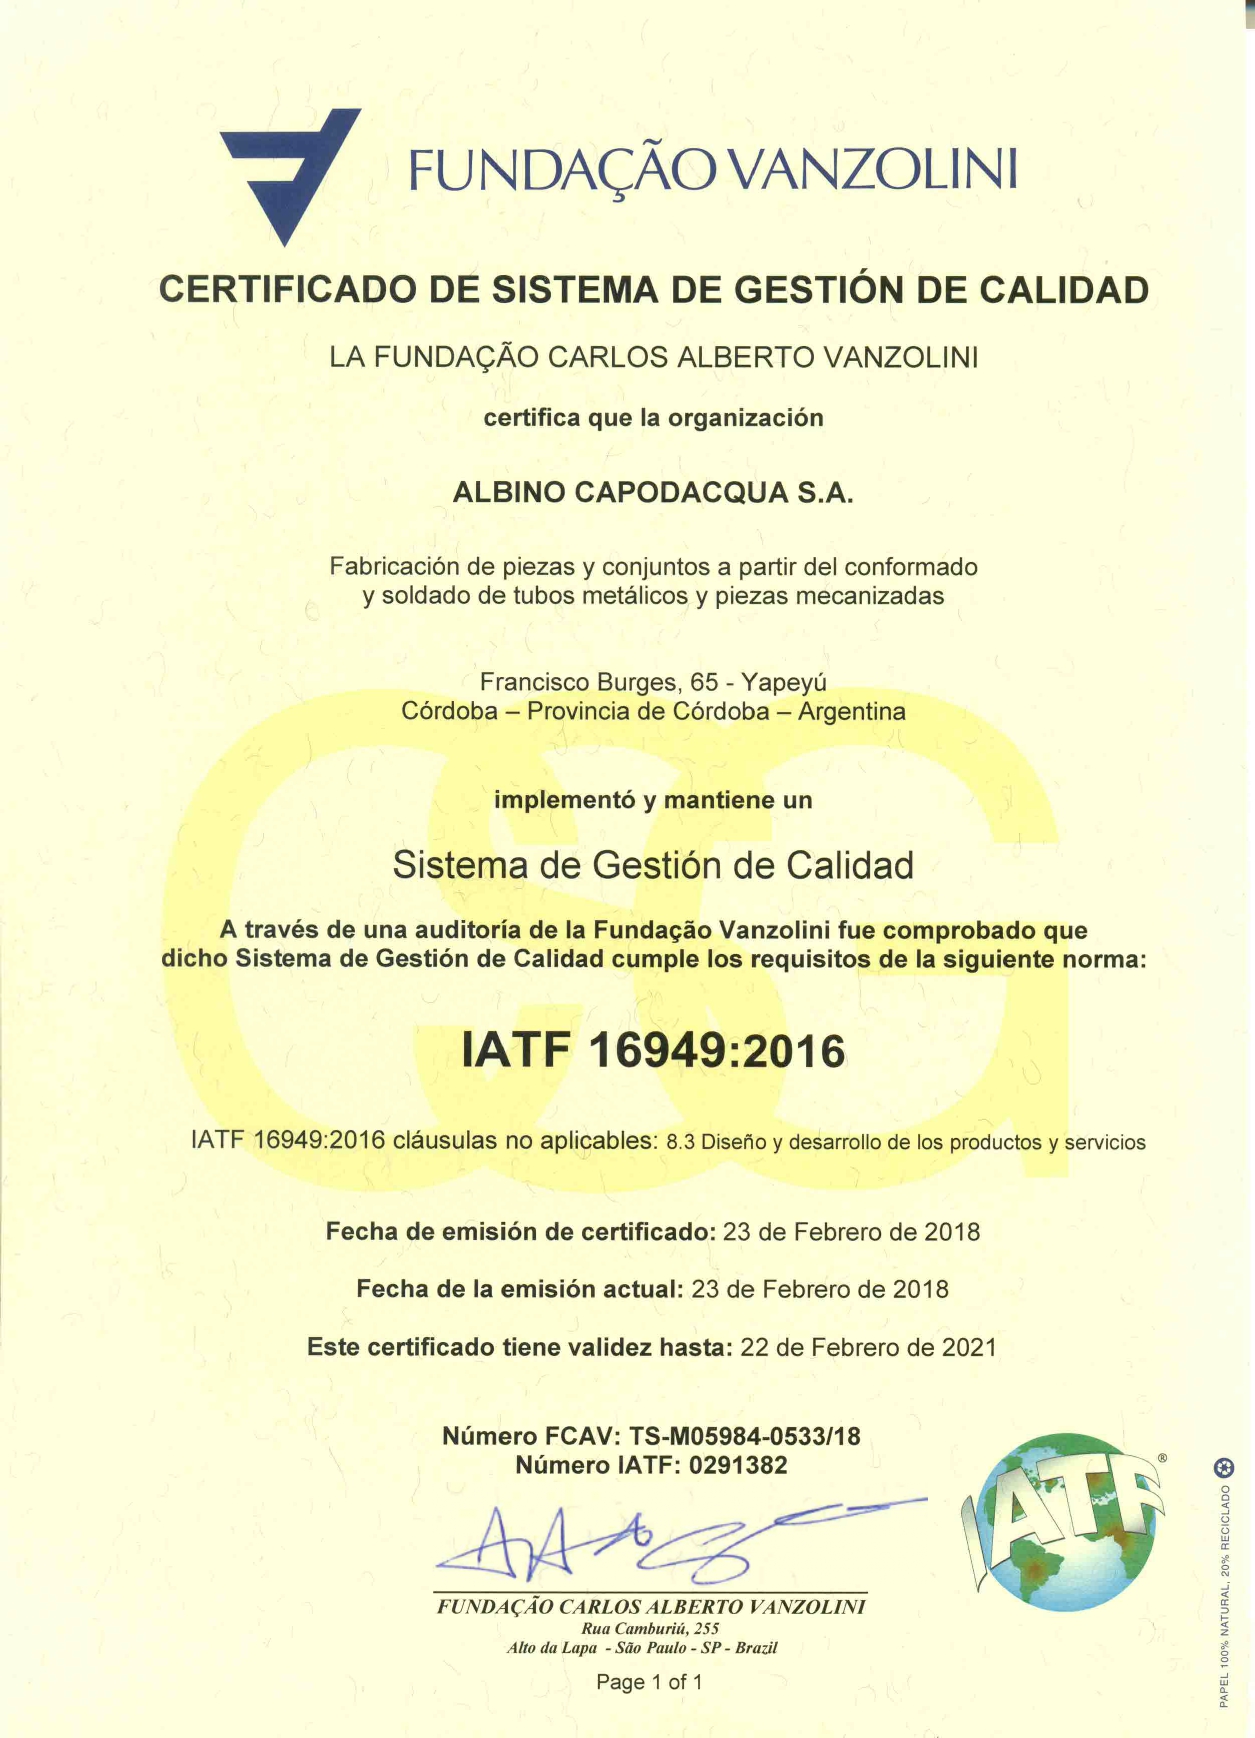 FUNDAÇÃO VANZOLINI
CERTIFICADO DE SISTEMA DE GESTIÓN DE CALIDAD
LA FUNDAÇÃO CARLOS ALBERTO VANZOLINI
certifica que la organización
ALBINO CAPODACQUA S.A.
Fabricación de piezas y conjuntos a partir del conformado
y soldado de tubos metálicos y piezas mecanizadas
Francisco Burges, 65 - Yapeyú
Córdoba – Provincia de Córdoba – Argentina
implementó y mantiene un
Sistema de Gestión de Calidad
A través de una auditoría de la Fundação Vanzolini fue comprobado que
dicho Sistema de Gestión de Calidad cumple los requisitos de la siguiente norma:
IATF 16949:2016
IATF 16949:2016 cláusulas no aplicables: 8.3 Diseño y desarrollo de los productos y servicios
Fecha de emisión de certificado: 23 de Febrero de 2018
Fecha de la emisión actual: 23 de Febrero de 2018
Este certificado tiene validez hasta: 22 de Febrero de 2021
Número FCAV: TS-M05984-0533/18
Número IATF: 0291382
IATF®
FUNDAÇÃO CARLOS ALBERTO VANZOLINI
Rua Camburiú, 255
Alto da Lapa - São Paulo - SP - Brazil
Page 1 of 1
PAPEL 100% NATURAL, 20% RECICLADO